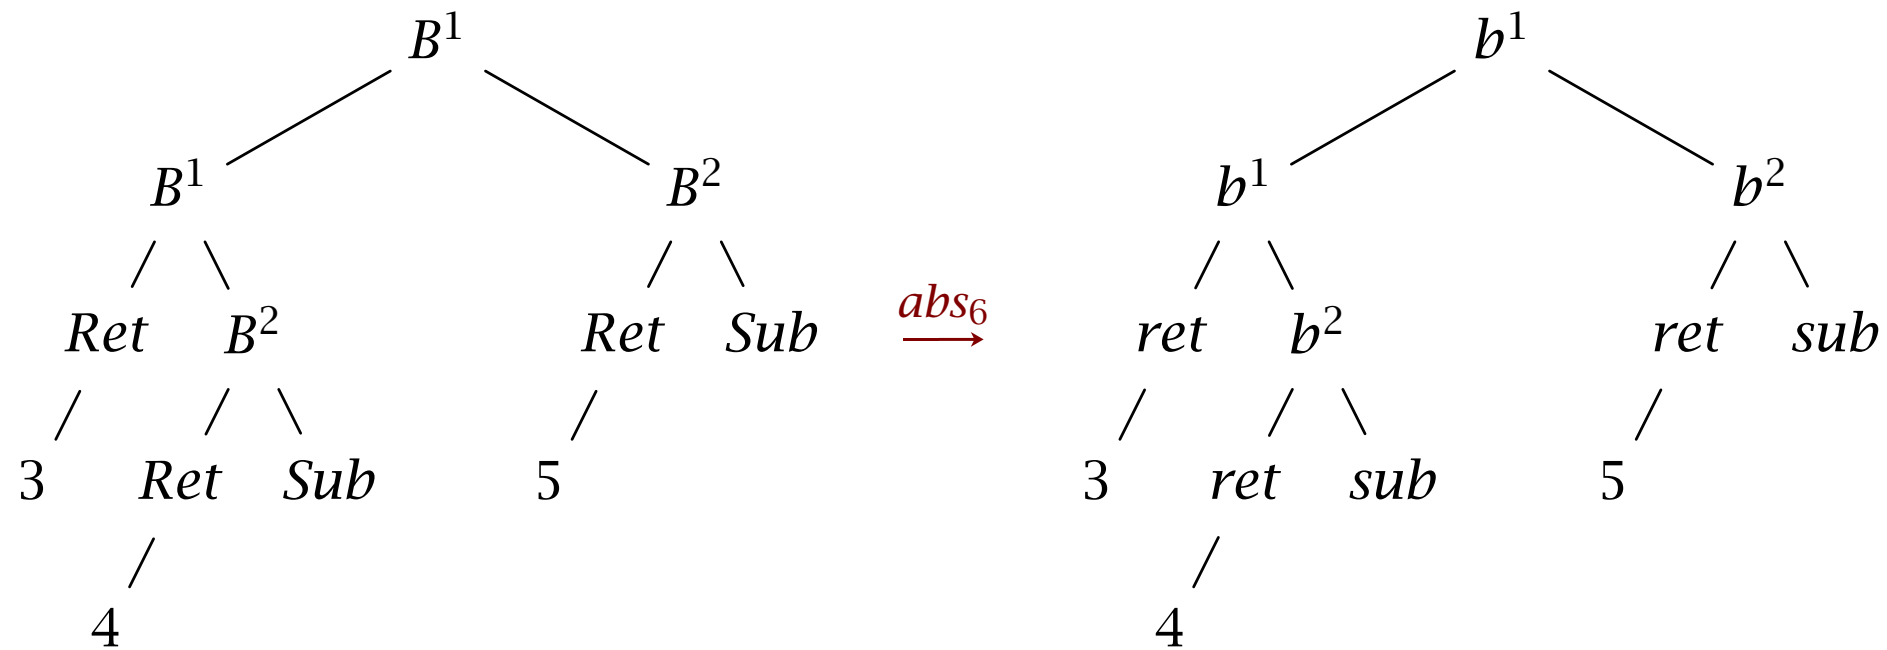 B¹ b¹
B¹ B² b¹ b²
Ret B² Ret Sub abs₆ ret b² ret sub
3 Ret Sub 5 3 ret sub 5
4 4